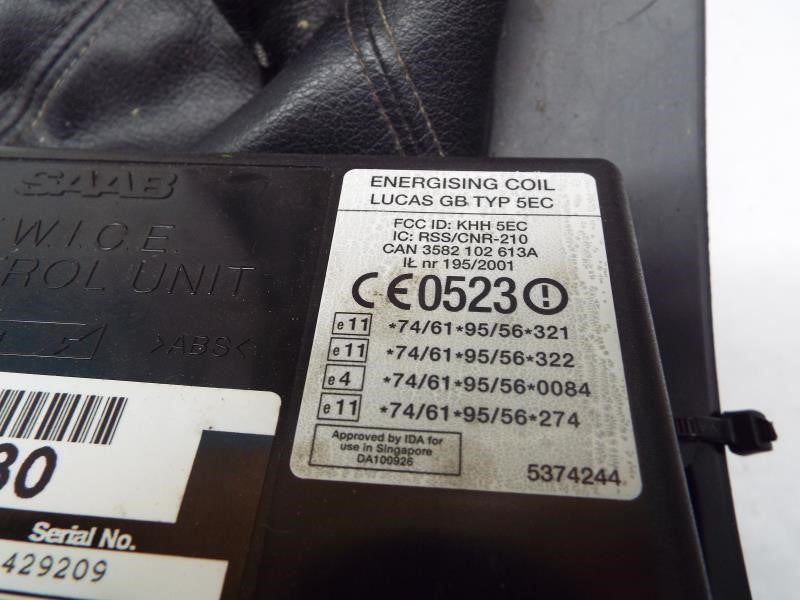 SAAB
W.I.C.E.
UNIT
>ABS<
30
Serial No.
429209
ENERGISING COIL
LUCAS GB TYP 5EC
FCC ID: KHH 5EC
IC: RSS/CNR-210
CAN 3582 102 613A
IŁ nr 195/2001
CE0523
e11 *74/61*95/56*321
e11 *74/61*95/56*322
e4 *74/61*95/56*0084
e11 *74/61*95/56*274
Approved by IDA for
use in Singapore
DA100926
5374244